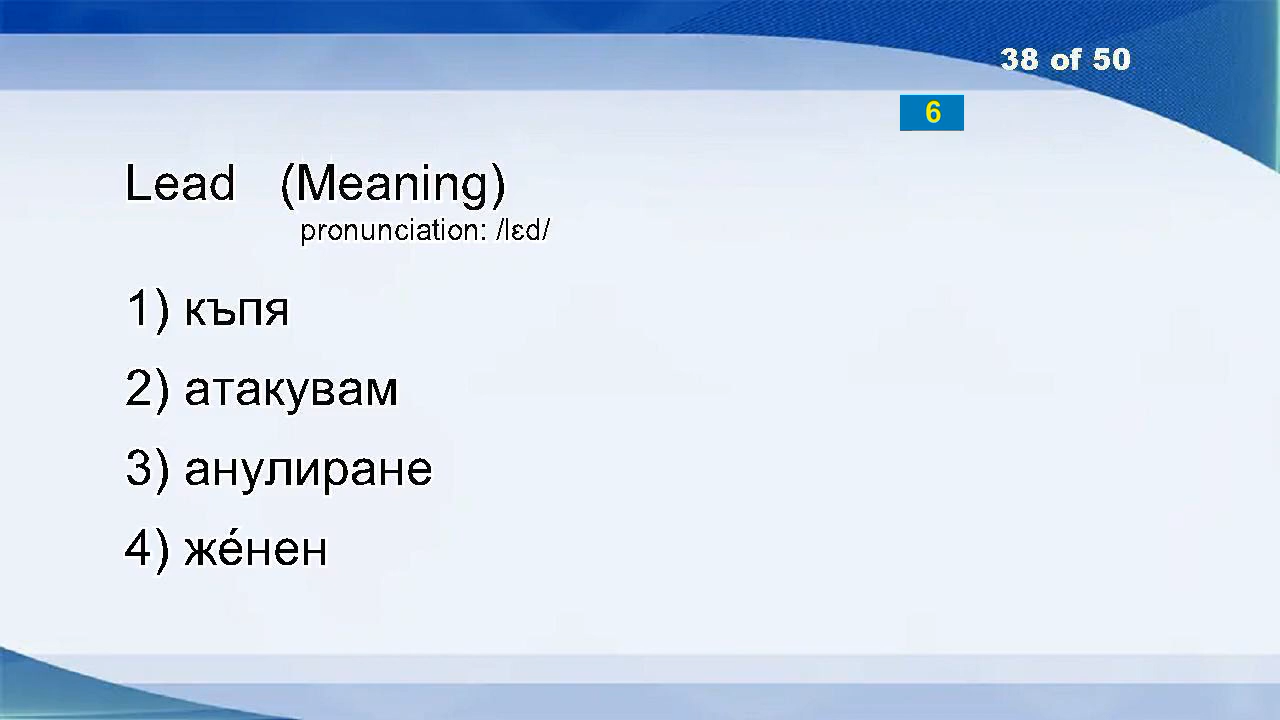 38 of 50
6
Lead (Meaning)
pronunciation: /lɛd/
1) къпя
2) атакувам
3) анулиране
4) же́нен